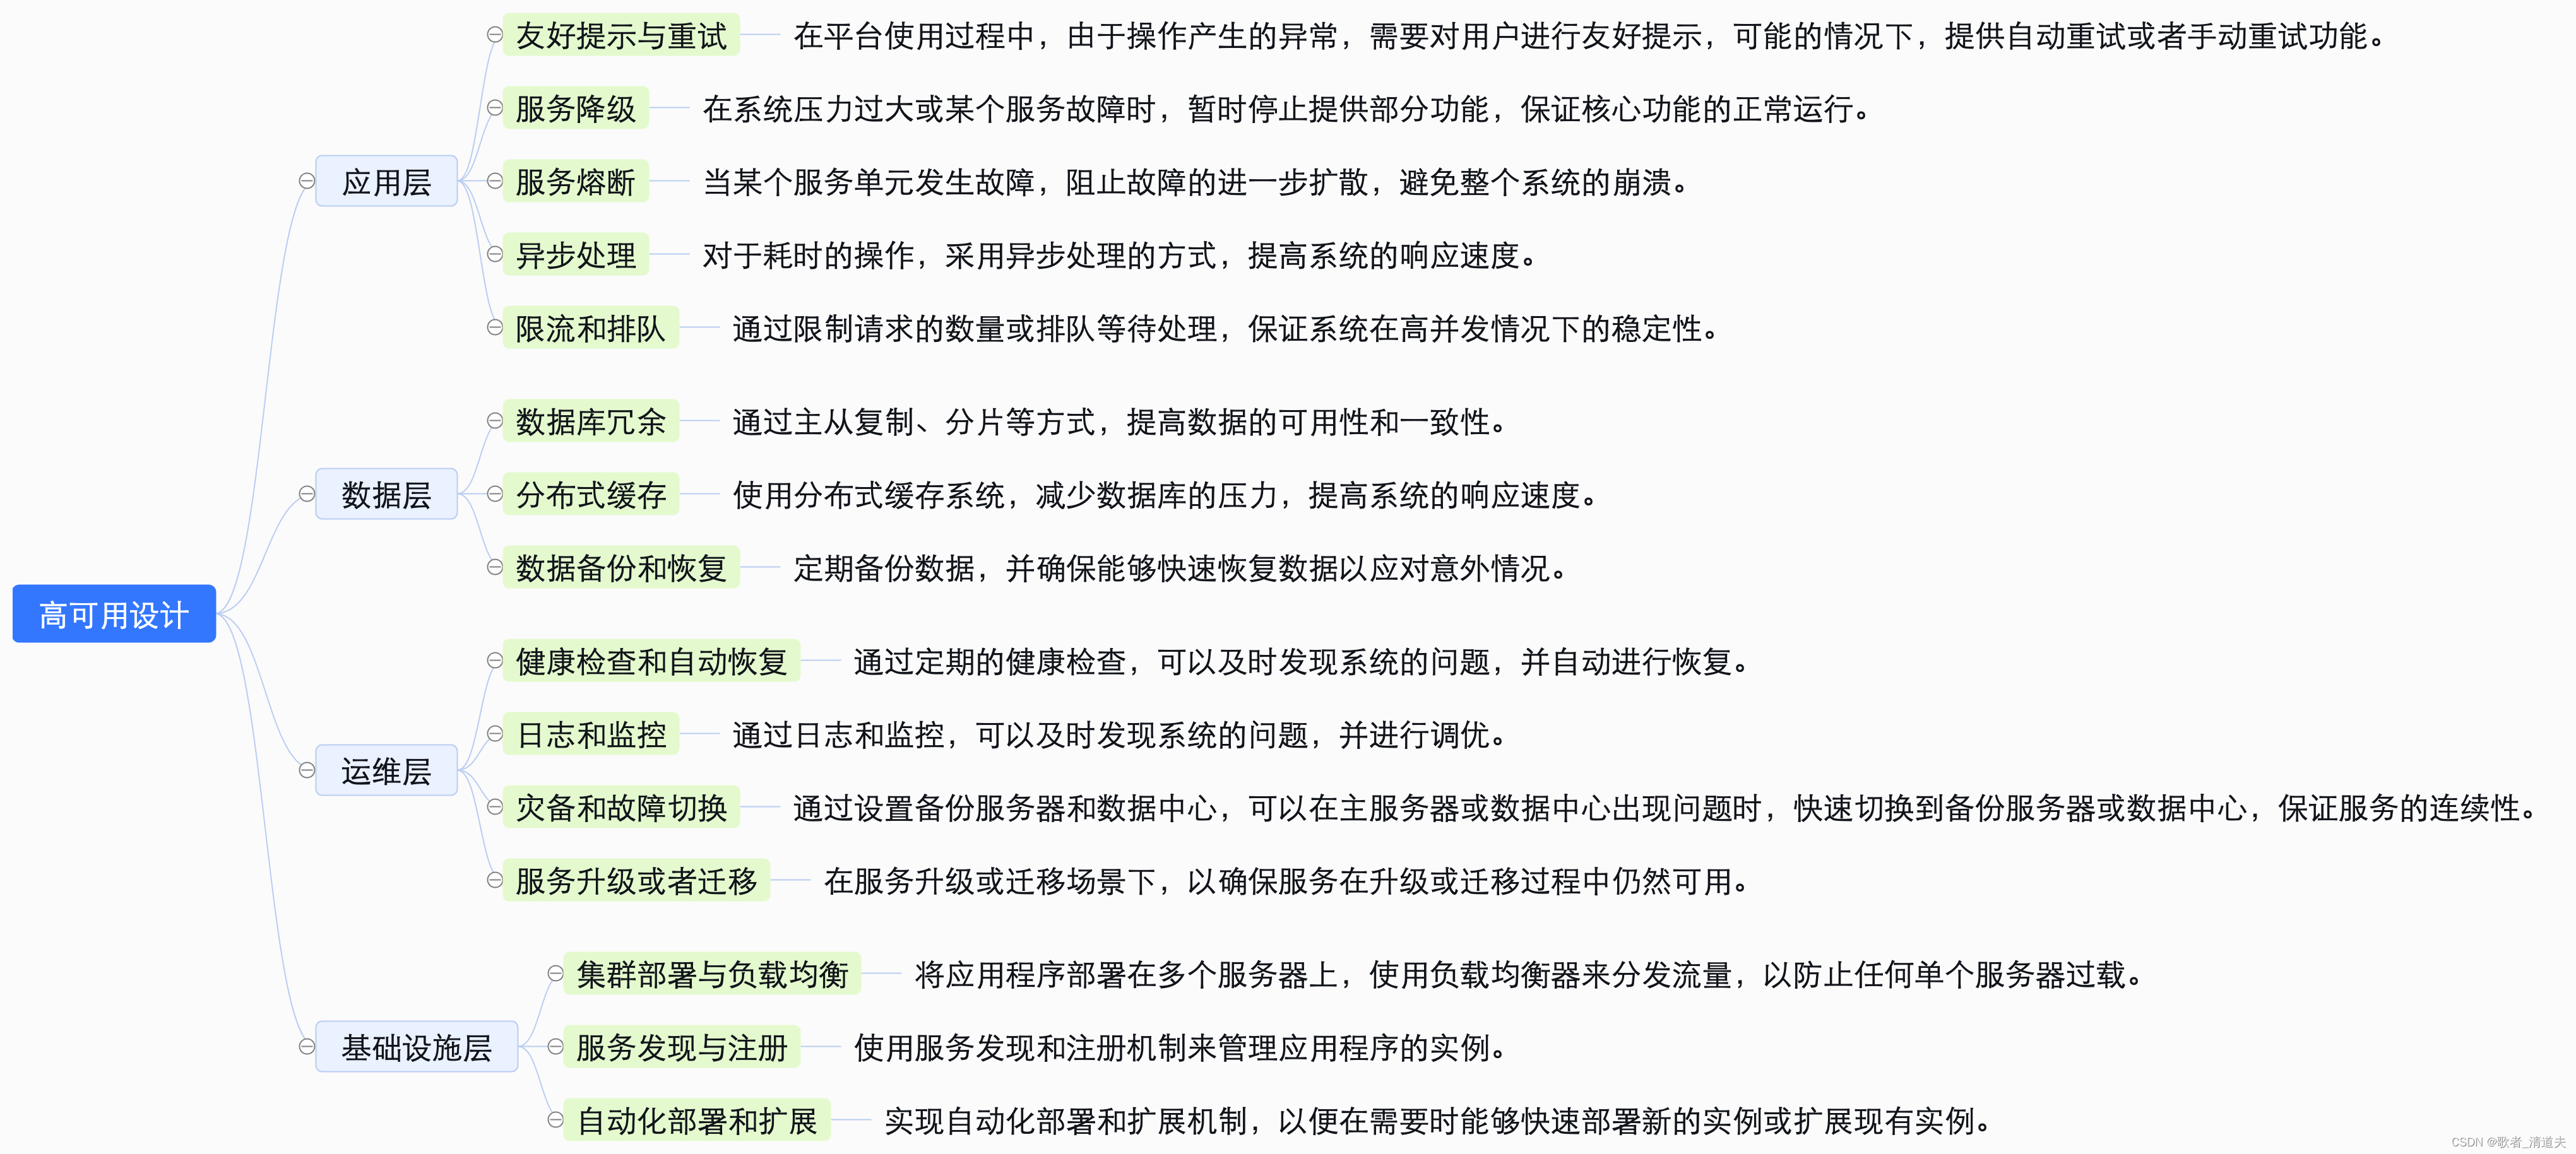 高可用设计
应用层
友好提示与重试
在平台使用过程中，由于操作产生的异常，需要对用户进行友好提示，可能的情况下，提供自动重试或者手动重试功能。
服务降级
在系统压力过大或某个服务故障时，暂时停止提供部分功能，保证核心功能的正常运行。
服务熔断
当某个服务单元发生故障，阻止故障的进一步扩散，避免整个系统的崩溃。
异步处理
对于耗时的操作，采用异步处理的方式，提高系统的响应速度。
限流和排队
通过限制请求的数量或排队等待处理，保证系统在高并发情况下的稳定性。
数据层
数据库冗余
通过主从复制、分片等方式，提高数据的可用性和一致性。
分布式缓存
使用分布式缓存系统，减少数据库的压力，提高系统的响应速度。
数据备份和恢复
定期备份数据，并确保能够快速恢复数据以应对意外情况。
运维层
健康检查和自动恢复
通过定期的健康检查，可以及时发现系统的问题，并自动进行恢复。
日志和监控
通过日志和监控，可以及时发现系统的问题，并进行调优。
灾备和故障切换
通过设置备份服务器和数据中心，可以在主服务器或数据中心出现问题时，快速切换到备份服务器或数据中心，保证服务的连续性。
服务升级或者迁移
在服务升级或迁移场景下，以确保服务在升级或迁移过程中仍然可用。
基础设施层
集群部署与负载均衡
将应用程序部署在多个服务器上，使用负载均衡器来分发流量，以防止任何单个服务器过载。
服务发现与注册
使用服务发现和注册机制来管理应用程序的实例。
自动化部署和扩展
实现自动化部署和扩展机制，以便在需要时能够快速部署新的实例或扩展现有实例。
CSDN @歌者_清道夫